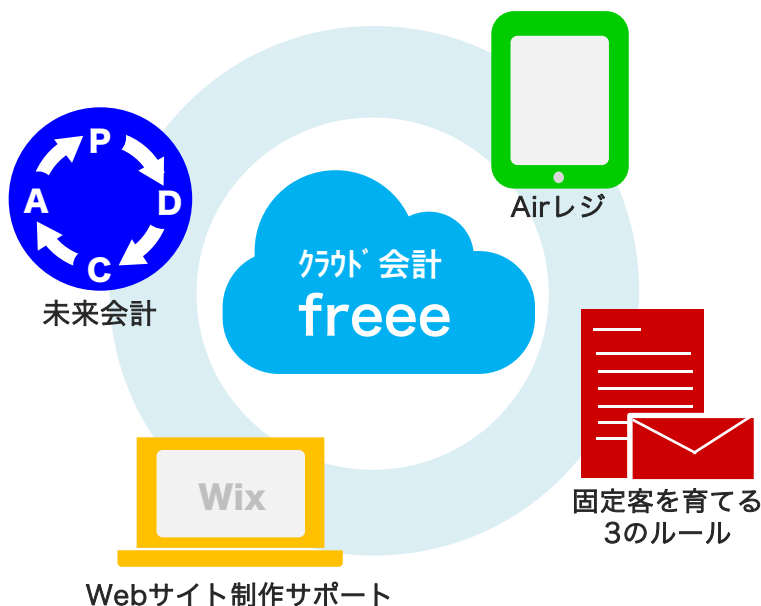 P
D
C
A
未来会計
Airレジ
ｸﾗｳﾄﾞ会計
freee
固定客を育てる
3のルール
Wix
Webサイト制作サポート